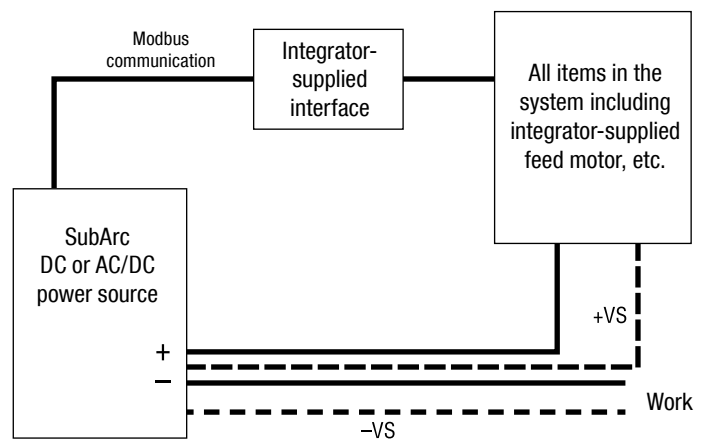 Modbus
communication
Integrator-
supplied
interface
All items in the
system including
integrator-supplied
feed motor, etc.
SubArc
DC or AC/DC
power source
+
–
+VS
Work
–VS